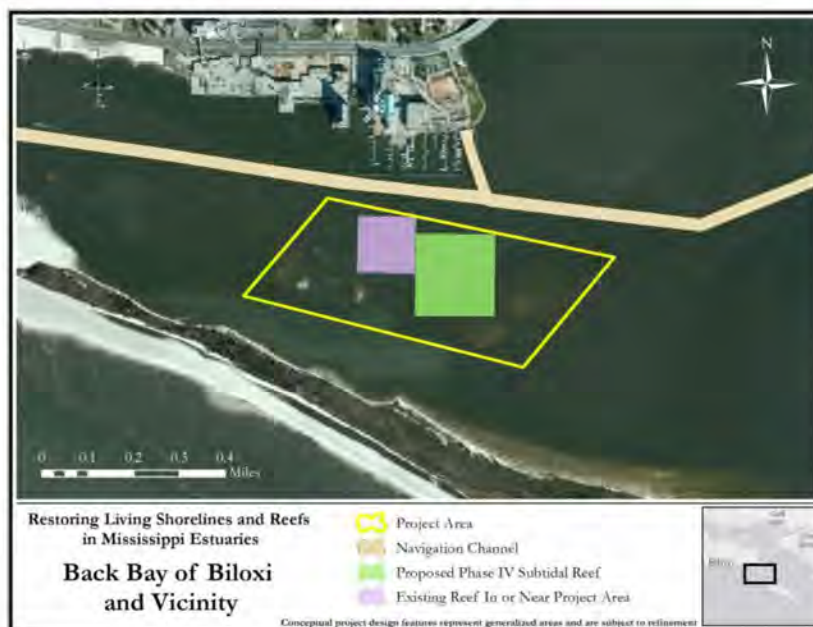 N
0 0.1 0.2 0.3 0.4
Miles
Restoring Living Shorelines and Reefs
in Mississippi Estuaries
Back Bay of Biloxi
and Vicinity
Project Area
Navigation Channel
Proposed Phase IV Subtidal Reef
Existing Reef In or Near Project Area
Biloxi
Conceptual project design features represent generalized areas and are subject to refinement